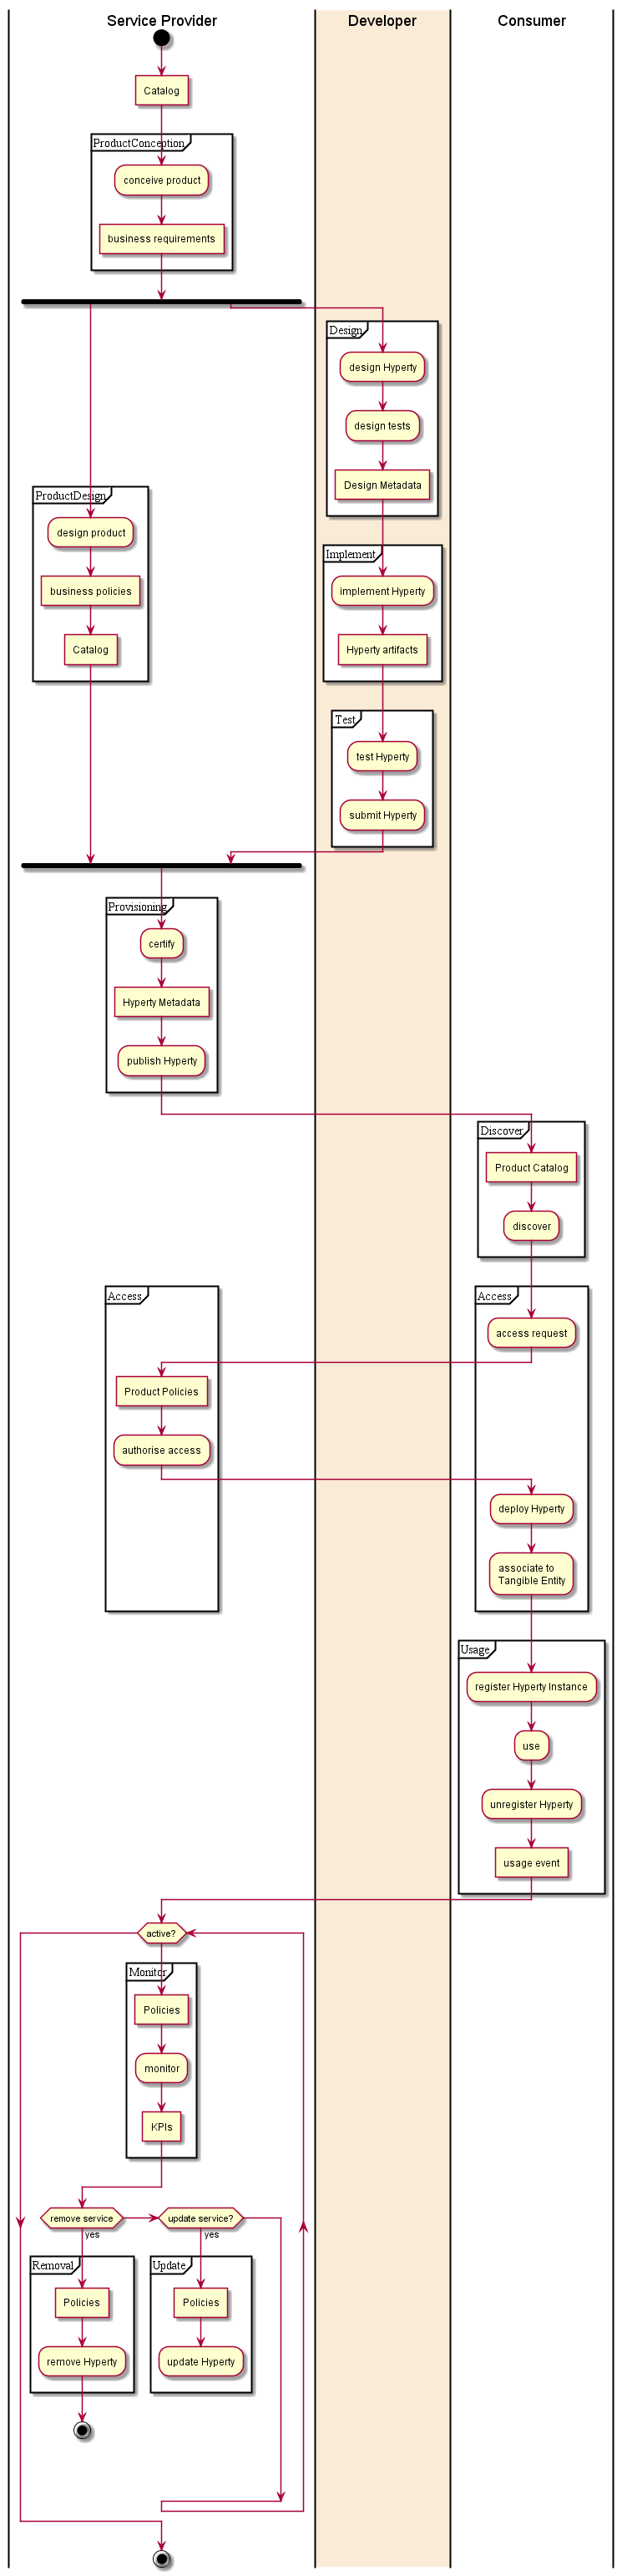 Service Provider
Developer
Consumer
Catalog
ProductConception
conceive product
business requirements
Design
design Hyperty
design tests
Design Metadata
ProductDesign
design product
business policies
Catalog
Implement
implement Hyperty
Hyperty artifacts
Test
test Hyperty
submit Hyperty
Provisioning
certify
Hyperty Metadata
publish Hyperty
Discover
Product Catalog
discover
Access
Access
access request
Product Policies
authorise access
deploy Hyperty
associate to
Tangible Entity
Usage
register Hyperty Instance
use
unregister Hyperty
usage event
active?
Monitor
Policies
monitor
KPIs
remove service
update service?
yes
yes
Removal
Update
Policies
Policies
remove Hyperty
update Hyperty